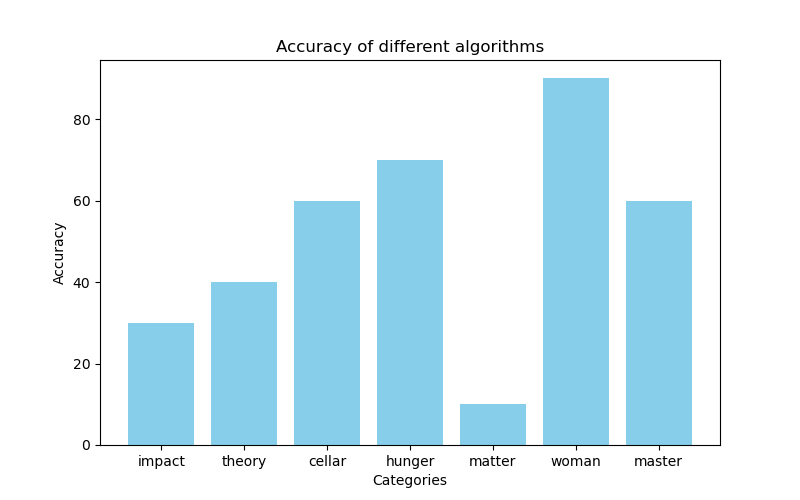 Accuracy of different algorithms
Accuracy
80
60
40
20
0
impact theory cellar hunger matter woman master
Categories